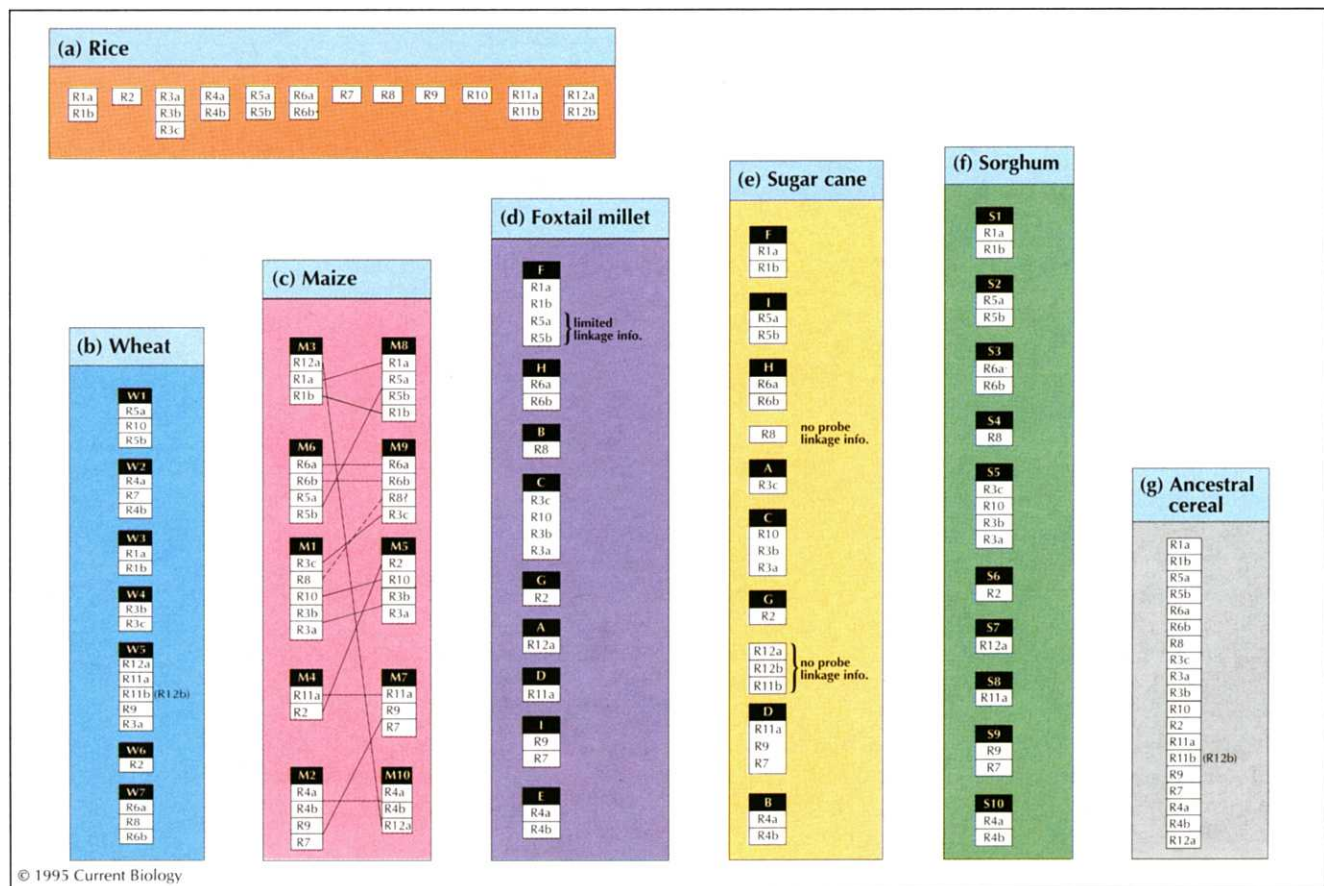 (a) Rice
R1a R2 R3a R4a R5a R6a R7 R8 R9 R10 R11a R12a
R1b R3b R4b R5b R6b R11b R12b
R3c
(b) Wheat
W1
R5a
R10
R5b
W2
R4a
R7
R4b
W3
R1a
R1b
W4
R3b
R3c
W5
R12a
R11a
R11b (R12b)
R9
R3a
W6
R2
W7
R6a
R8
R6b
(c) Maize
M3
R12a
R1a
R1b
M8
R1a
R5a
R5b
R1b
M6
R6a
R6b
R5a
R5b
M9
R6a
R6b
R8?
R3c
M1
R3c
R8
R10
R3b
R3a
M5
R2
R10
R3b
R3a
M4
R11a
R2
M7
R11a
R9
R7
M2
R4a
R4b
R9
R7
M10
R4a
R4b
R12a
(d) Foxtail millet
F
R1a
R1b
R5a
R5b
limited
linkage info.
H
R6a
R6b
B
R8
C
R3c
R10
R3b
R3a
G
R2
A
R12a
D
R11a
I
R9
R7
E
R4a
R4b
(e) Sugar cane
F
R1a
R1b
I
R5a
R5b
H
R6a
R6b
R8
no probe
linkage info.
A
R3c
C
R10
R3b
R3a
G
R2
R12a
R12b
R11b
no probe
linkage info.
D
R11a
R9
R7
B
R4a
R4b
(f) Sorghum
S1
R1a
R1b
S2
R5a
R5b
S3
R6a
R6b
S4
R8
S5
R3c
R10
R3b
R3a
S6
R2
S7
R12a
S8
R11a
S9
R9
R7
S10
R4a
R4b
(g) Ancestral
cereal
R1a
R1b
R5a
R5b
R6a
R6b
R8
R3c
R3a
R3b
R10
R2
R11a
R11b (R12b)
R9
R7
R4a
R4b
R12a
© 1995 Current Biology